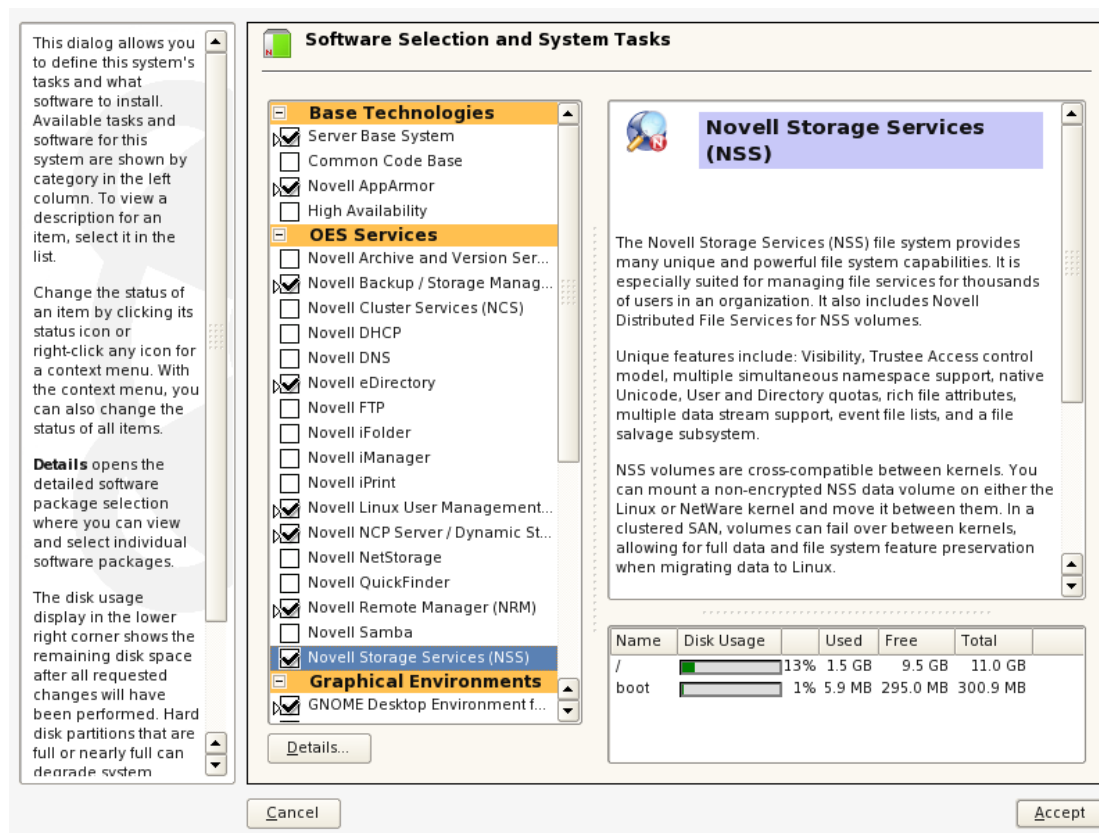 This dialog allows you
to define this system's
tasks and what
software to install.
Available tasks and
software for this
system are shown by
category in the left
column. To view a
description for an
item, select it in the
list.
Change the status of
an item by clicking its
status icon or
right-click any icon for
a context menu. With
the context menu, you
can also change the
status of all items.
Details opens the
detailed software
package selection
where you can view
and select individual
software packages.
The disk usage
display in the lower
right corner shows the
remaining disk space
after all requested
changes will have
been performed. Hard
disk partitions that are
full or nearly full can
degrade system
Software Selection and System Tasks
Base Technologies
Server Base System
Common Code Base
Novell AppArmor
High Availability
OES Services
Novell Archive and Version Ser...
Novell Backup / Storage Manag...
Novell Cluster Services (NCS)
Novell DHCP
Novell DNS
Novell eDirectory
Novell FTP
Novell iFolder
Novell iManager
Novell iPrint
Novell Linux User Management...
Novell NCP Server / Dynamic St...
Novell NetStorage
Novell QuickFinder
Novell Remote Manager (NRM)
Novell Samba
Novell Storage Services (NSS)
Graphical Environments
GNOME Desktop Environment f...
Details...
N
N
Novell Storage Services
(NSS)
The Novell Storage Services (NSS) file system provides
many unique and powerful file system capabilities. It is
especially suited for managing file services for thousands
of users in an organization. It also includes Novell
Distributed File Services for NSS volumes.
Unique features include: Visibility, Trustee Access control
model, multiple simultaneous namespace support, native
Unicode, User and Directory quotas, rich file attributes,
multiple data stream support, event file lists, and a file
salvage subsystem.
NSS volumes are cross-compatible between kernels. You
can mount a non-encrypted NSS data volume on either the
Linux or NetWare kernel and move it between them. In a
clustered SAN, volumes can fail over between kernels,
allowing for full data and file system feature preservation
when migrating data to Linux.
Name Disk Usage Used Free Total
/ 13% 1.5 GB 9.5 GB 11.0 GB
boot 1% 5.9 MB 295.0 MB 300.9 MB
Cancel
Accept